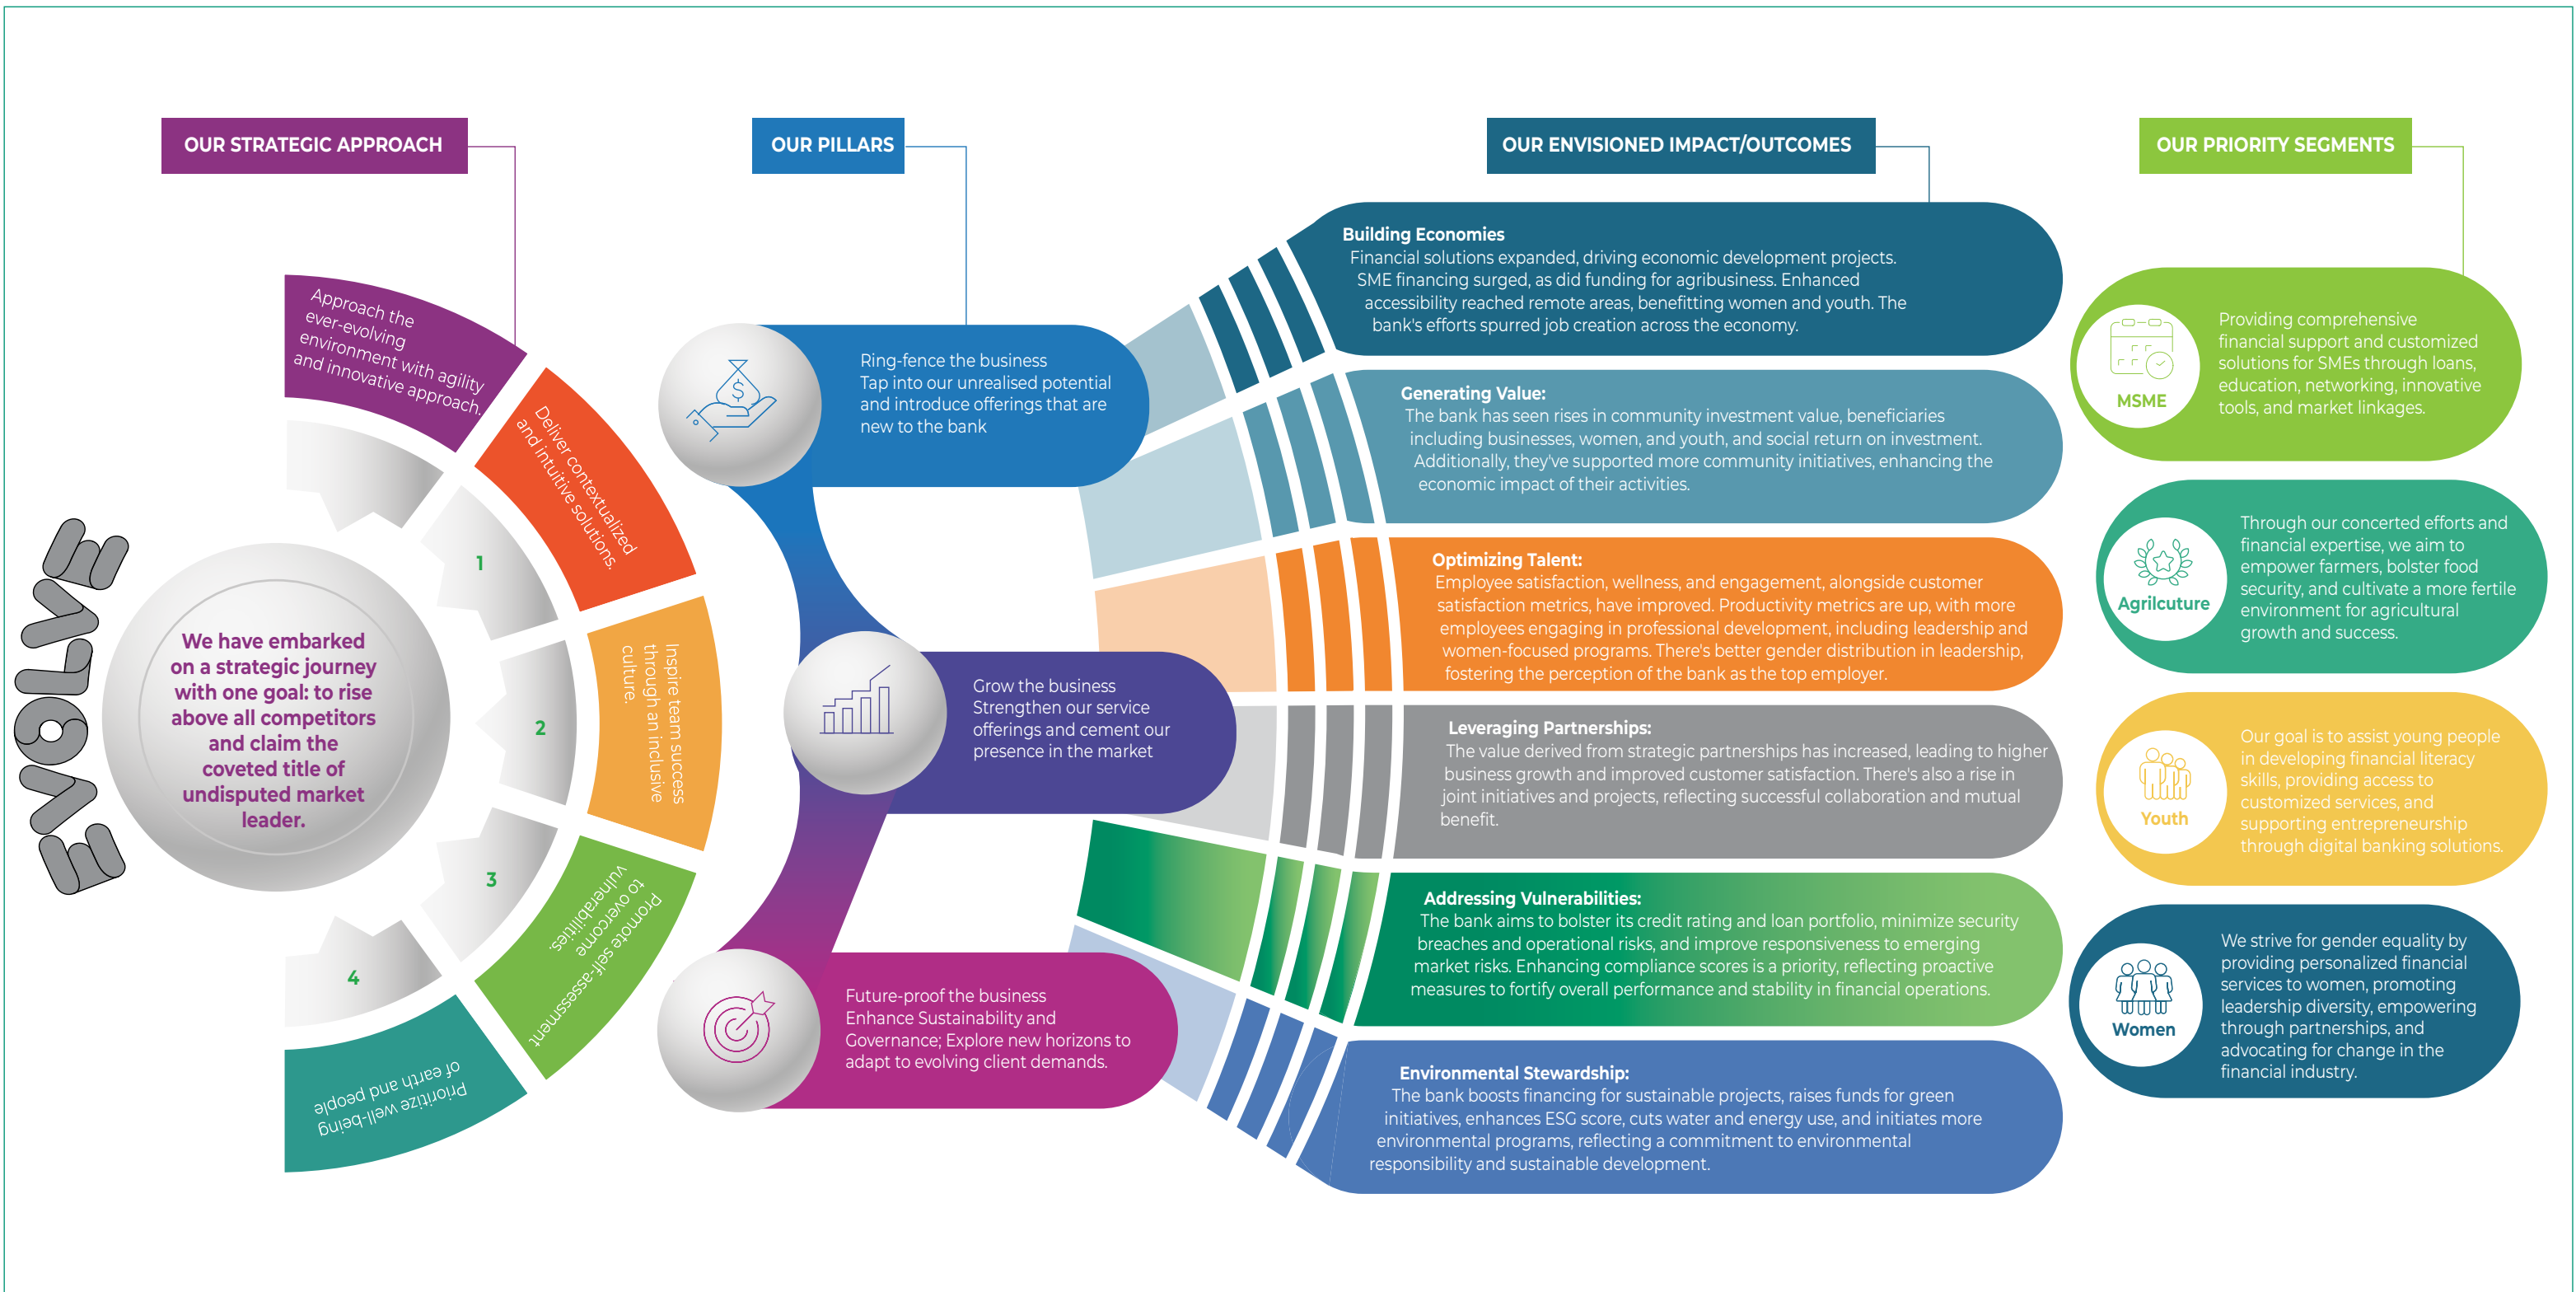 OUR STRATEGIC APPROACH
EVOLVE
We have embarked
on a strategic journey
with one goal: to rise
above all competitors
and claim the
coveted title of
undisputed market
leader.
Approach the
ever-evolving
environment with agility
and innovative approach.
Deliver contextualized
and intuitive solutions.
Inspire team success
through an inclusive
culture.
Promote self-assessment
to overcome
vulnerabilities.
Prioritize well-being
of earth and people
1
2
3
4
OUR PILLARS
Ring-fence the business
Tap into our unrealised potential
and introduce offerings that are
new to the bank
Grow the business
Strengthen our service
offerings and cement our
presence in the market
Future-proof the business
Enhance Sustainability and
Governance; Explore new horizons to
adapt to evolving client demands.
OUR ENVISIONED IMPACT/OUTCOMES
Building Economies
Financial solutions expanded, driving economic development projects.
SME financing surged, as did funding for agribusiness. Enhanced
accessibility reached remote areas, benefitting women and youth. The
bank's efforts spurred job creation across the economy.
Generating Value:
The bank has seen rises in community investment value, beneficiaries
including businesses, women, and youth, and social return on investment.
Additionally, they've supported more community initiatives, enhancing the
economic impact of their activities.
Optimizing Talent:
Employee satisfaction, wellness, and engagement, alongside customer
satisfaction metrics, have improved. Productivity metrics are up, with more
employees engaging in professional development, including leadership and
women-focused programs. There's better gender distribution in leadership,
fostering the perception of the bank as the top employer.
Leveraging Partnerships:
The value derived from strategic partnerships has increased, leading to higher
business growth and improved customer satisfaction. There's also a rise in
joint initiatives and projects, reflecting successful collaboration and mutual
benefit.
Addressing Vulnerabilities:
The bank aims to bolster its credit rating and loan portfolio, minimize security
breaches and operational risks, and improve responsiveness to emerging
market risks. Enhancing compliance scores is a priority, reflecting proactive
measures to fortify overall performance and stability in financial operations.
Environmental Stewardship:
The bank boosts financing for sustainable projects, raises funds for green
initiatives, enhances ESG score, cuts water and energy use, and initiates more
environmental programs, reflecting a commitment to environmental
responsibility and sustainable development.
OUR PRIORITY SEGMENTS
MSME
Providing comprehensive
financial support and customized
solutions for SMEs through loans,
education, networking, innovative
tools, and market linkages.
Agrilcuture
Through our concerted efforts and
financial expertise, we aim to
empower farmers, bolster food
security, and cultivate a more fertile
environment for agricultural
growth and success.
Youth
Our goal is to assist young people
in developing financial literacy
skills, providing access to
customized services, and
supporting entrepreneurship
through digital banking solutions.
Women
We strive for gender equality by
providing personalized financial
services to women, promoting
leadership diversity, empowering
through partnerships, and
advocating for change in the
financial industry.
$